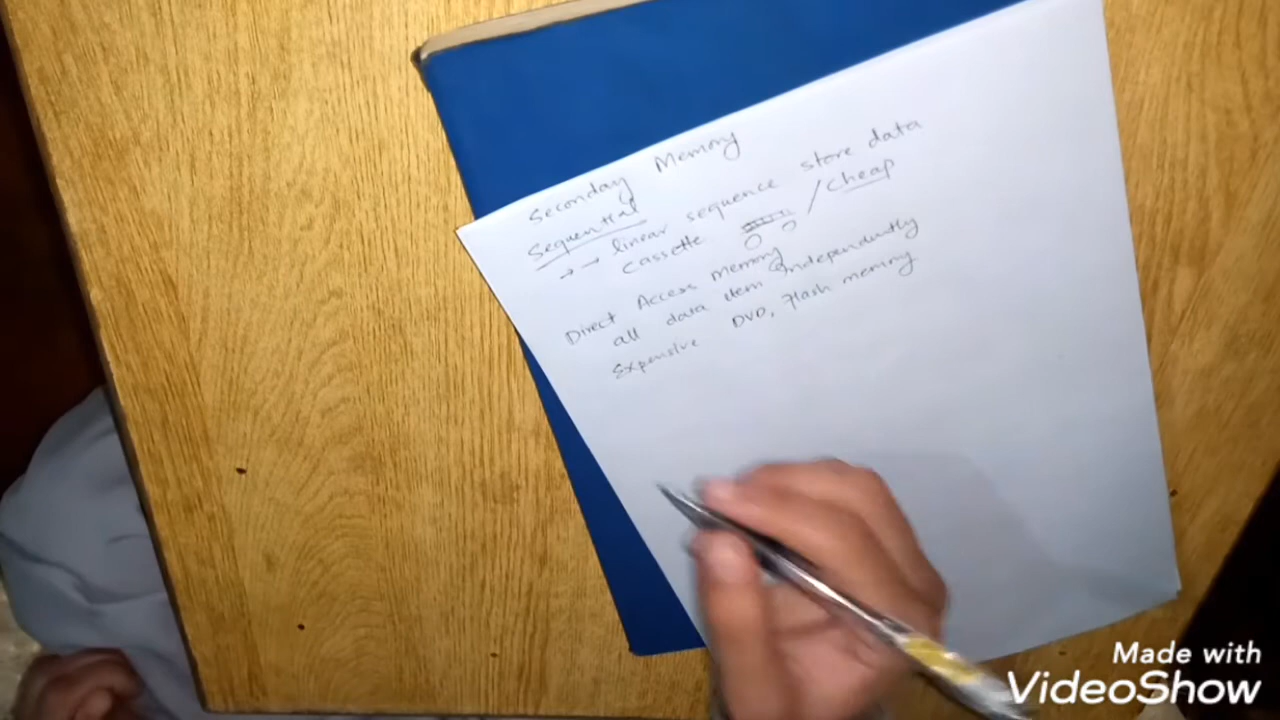 Seconday Memory
Sequential
→ → linear sequence store data
cassette / cheap
Direct Access Memory
all data item independently
Expensive DVD, Flash memory
Made with
VideoShow